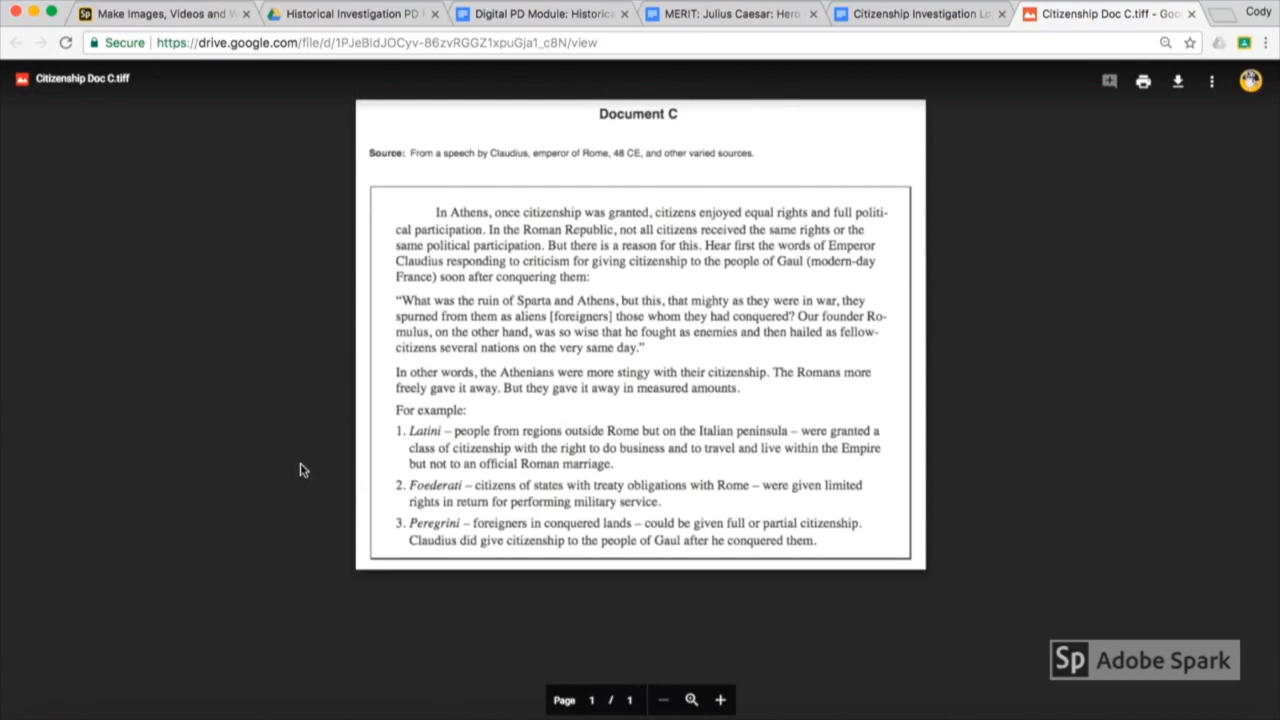 Make Images, Videos and W
Historical Investigation PD M
Digital PD Module: Historica
MERIT: Julius Caesar: Hero
Citizenship Investigation Lo
Citizenship Doc C.tiff - Goo
Cody
Secure
https://drive.google.com/file/d/1PJeBldJOCyv-86zvRGGZ1xpuGja1_c8N/view
Citizenship Doc C.tiff
Document C
Source: From a speech by Claudius, emperor of Rome, 48 CE, and other varied sources.
In Athens, once citizenship was granted, citizens enjoyed equal rights and full politi-
cal participation. In the Roman Republic, not all citizens received the same rights or the
same political participation. But there is a reason for this. Hear first the words of Emperor
Claudius responding to criticism for giving citizenship to the people of Gaul (modern-day
France) soon after conquering them:
"What was the ruin of Sparta and Athens, but this, that mighty as they were in war, they
spurned from them as aliens [foreigners] those whom they had conquered? Our founder Ro-
mulus, on the other hand, was so wise that he fought as enemies and then hailed as fellow-
citizens several nations on the very same day."
In other words, the Athenians were more stingy with their citizenship. The Romans more
freely gave it away. But they gave it away in measured amounts.
For example:
1. Latini – people from regions outside Rome but on the Italian peninsula – were granted a
class of citizenship with the right to do business and to travel and live within the Empire
but not to an official Roman marriage.
2. Foederati – citizens of states with treaty obligations with Rome – were given limited
rights in return for performing military service.
3. Peregrini – foreigners in conquered lands – could be given full or partial citizenship.
Claudius did give citizenship to the people of Gaul after he conquered them.
Sp Adobe Spark
Page 1 / 1